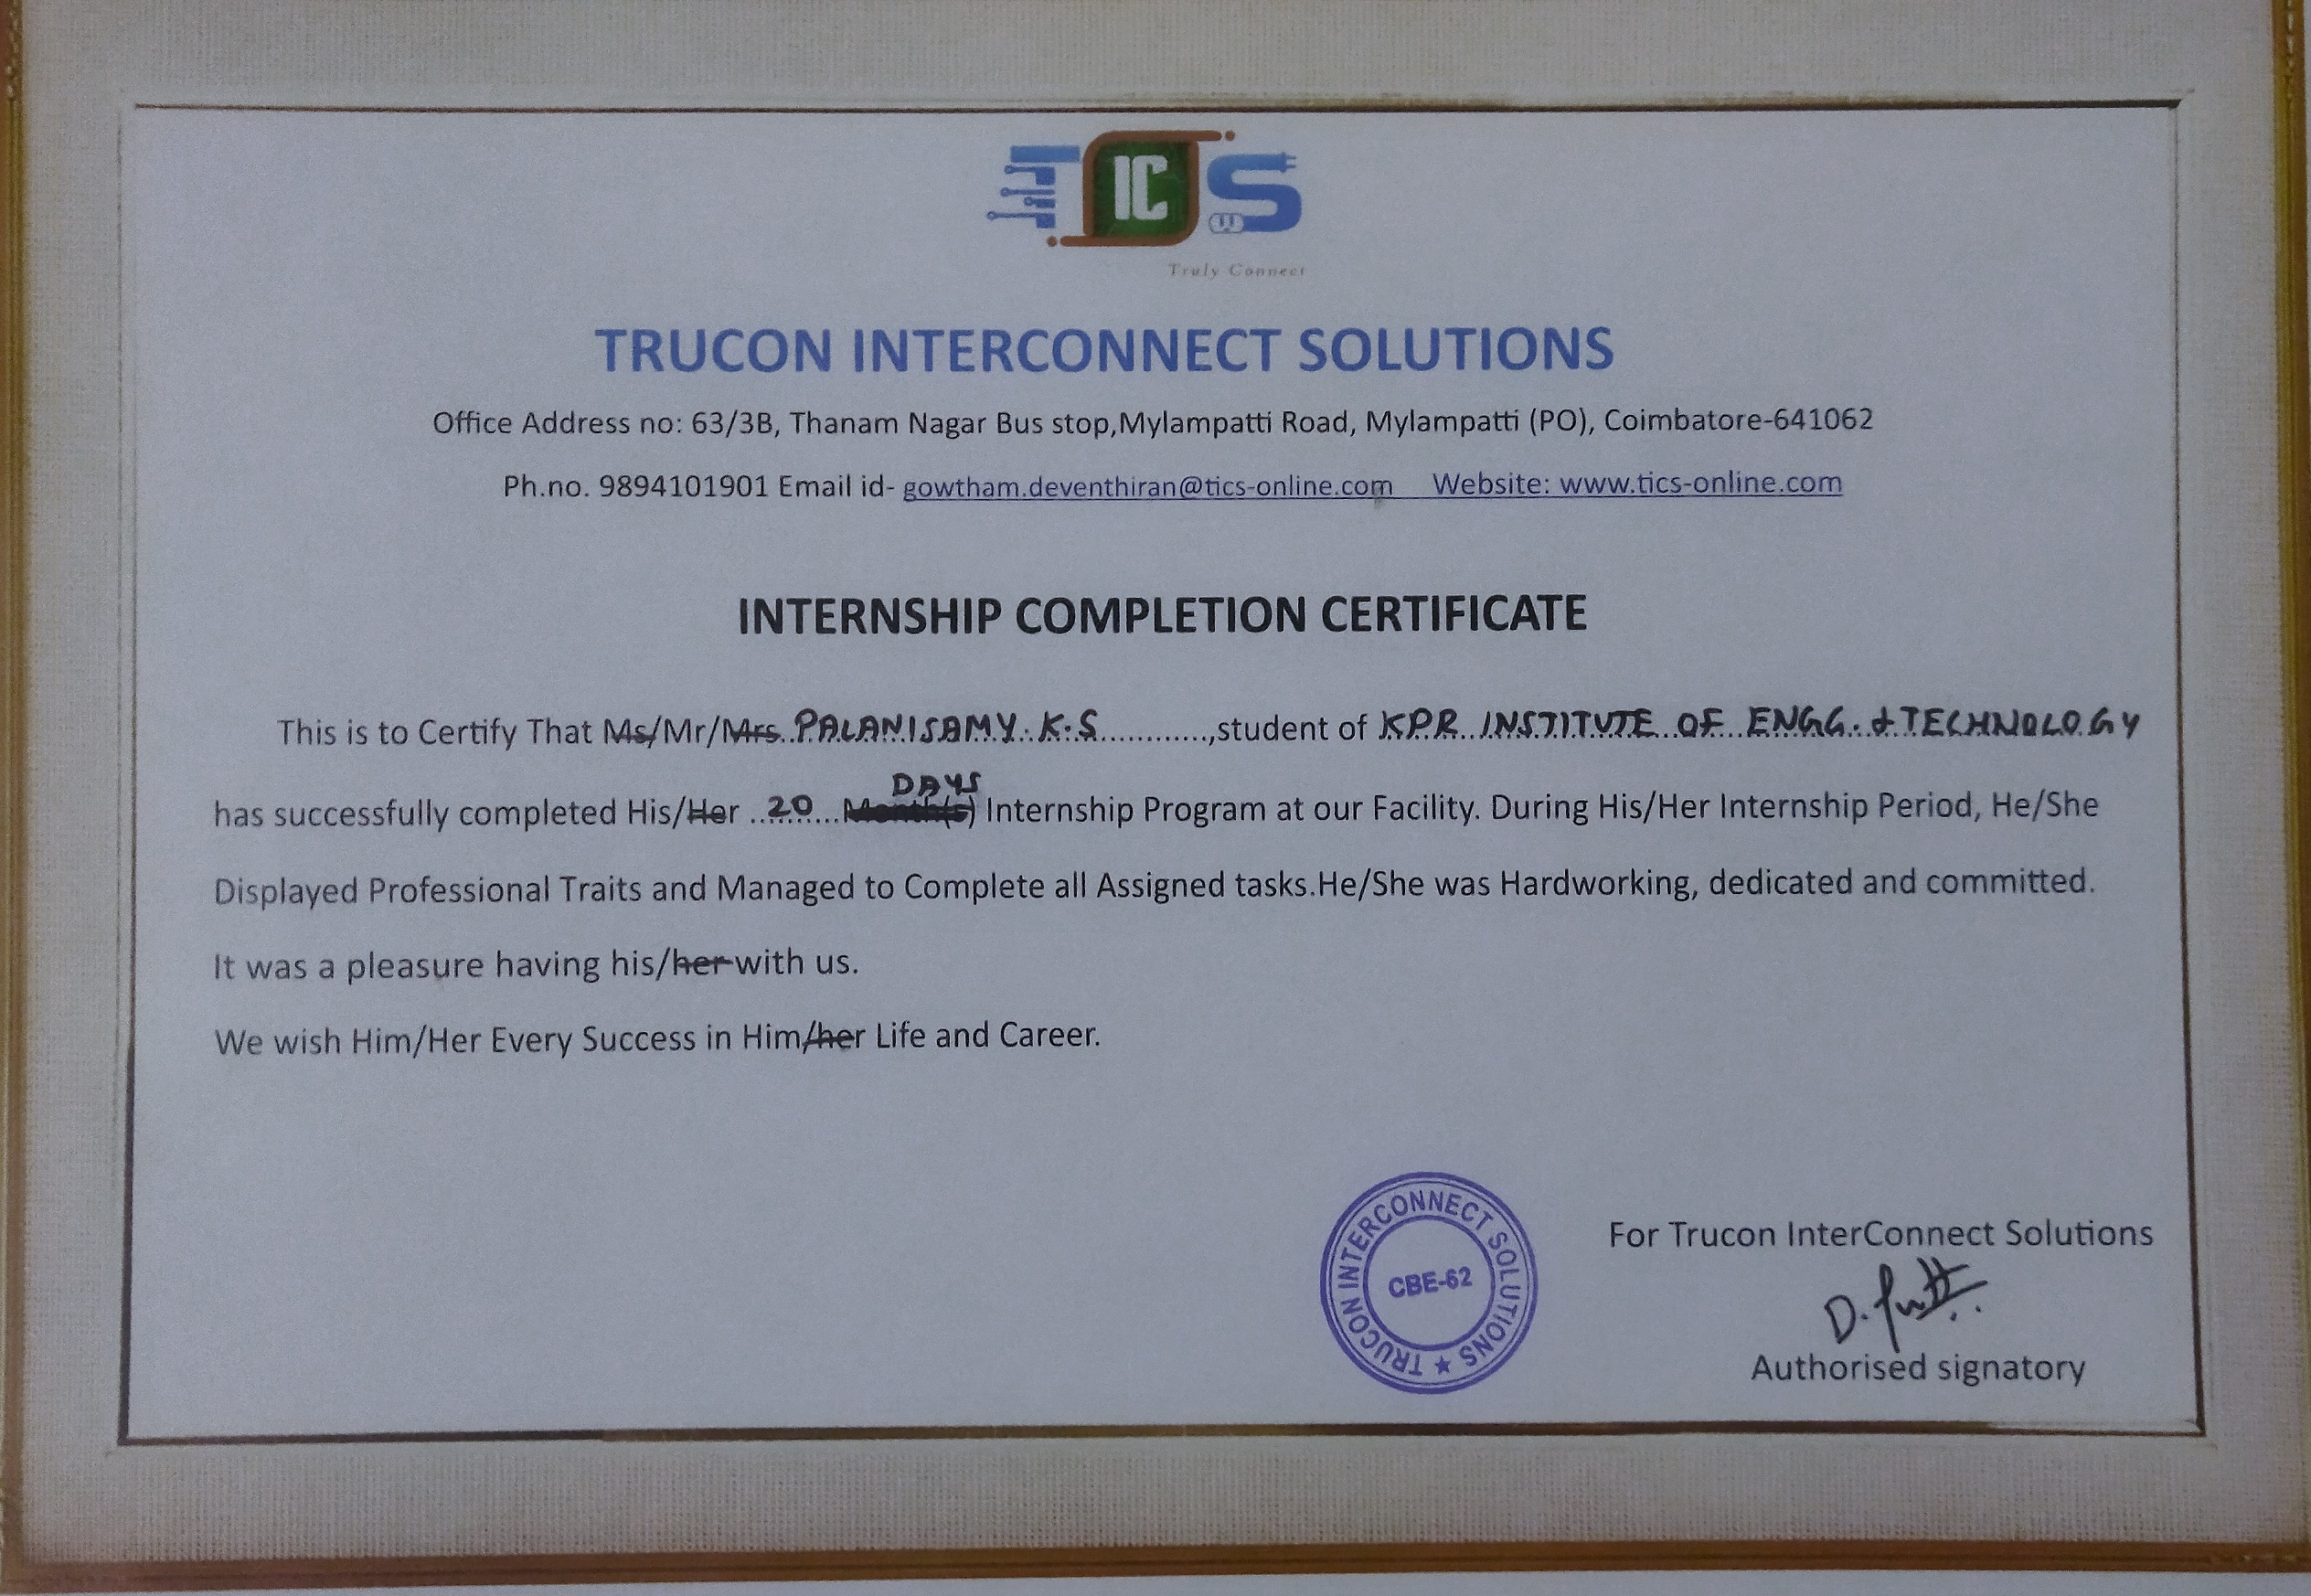 TICS
Truly Connect
TRUCON INTERCONNECT SOLUTIONS
Office Address no: 63/3B, Thanam Nagar Bus stop,Mylampatti Road, Mylampatti (PO), Coimbatore-641062
Ph.no. 9894101901 Email id- gowtham.deventhiran@tics-online.com Website: www.tics-online.com
INTERNSHIP COMPLETION CERTIFICATE
This is to Certify That Ms/Mr/Mrs..PALANISAMY. K.S............,student of KPR INSTITUTE OF ENGG. & TECHNOLOGY
DAYS
has successfully completed His/Her ..20... Month(s) Internship Program at our Facility. During His/Her Internship Period, He/She
Displayed Professional Traits and Managed to Complete all Assigned tasks.He/She was Hardworking, dedicated and committed.
It was a pleasure having his/her with us.
We wish Him/Her Every Success in Him/her Life and Career.
TRUCON INTERCONNECT SOLUTIONS ★
CBE-62
For Trucon InterConnect Solutions
Authorised signatory